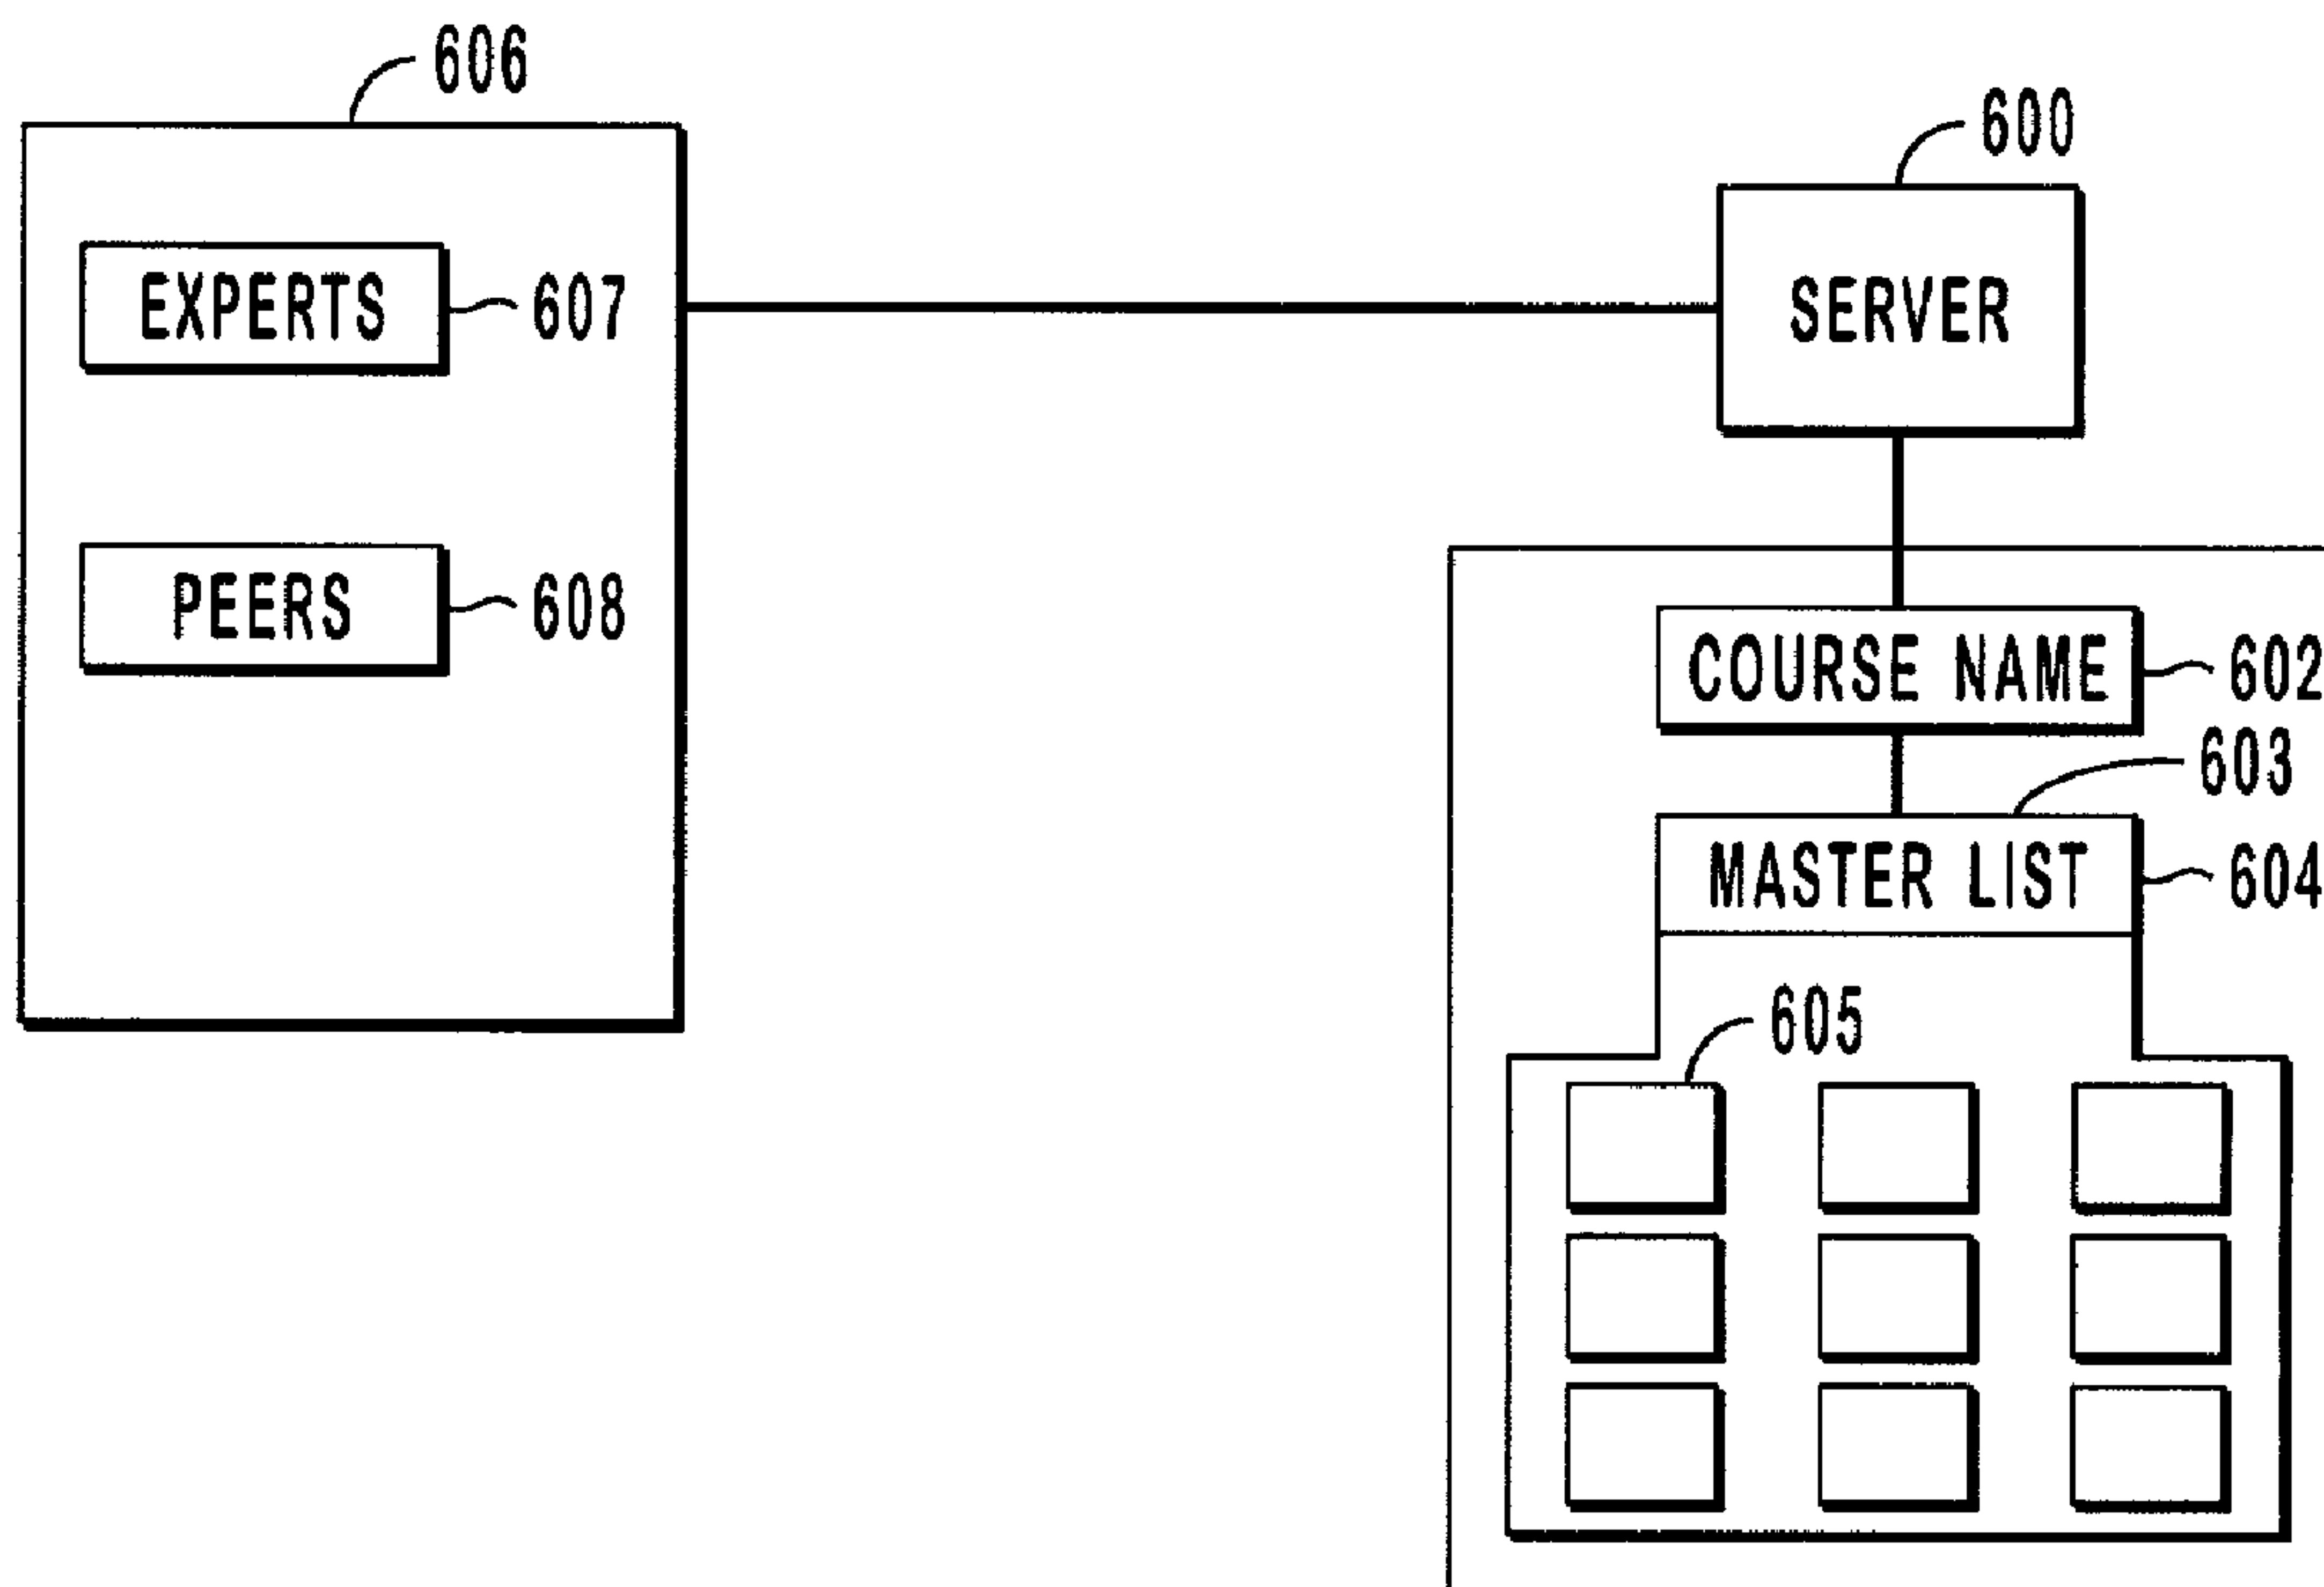 606
600
EXPERTS 607
SERVER
PEERS 608
COURSE NAME 602
603
MASTER LIST 604
605